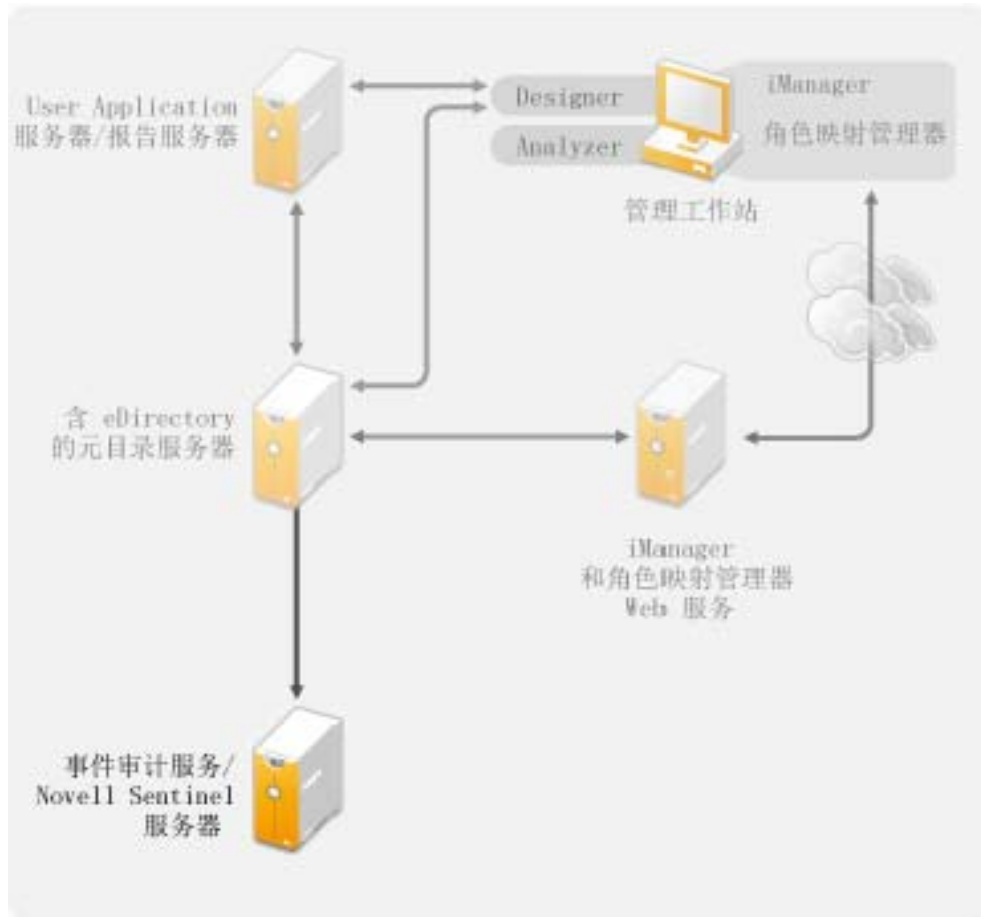 User Application
服务器/报告服务器
Designer
Analyzer
iManager
角色映射管理器
管理工作站
含 eDirectory
的元目录服务器
iManager
和角色映射管理器
Web 服务
事件审计服务/
Novell Sentinel
服务器